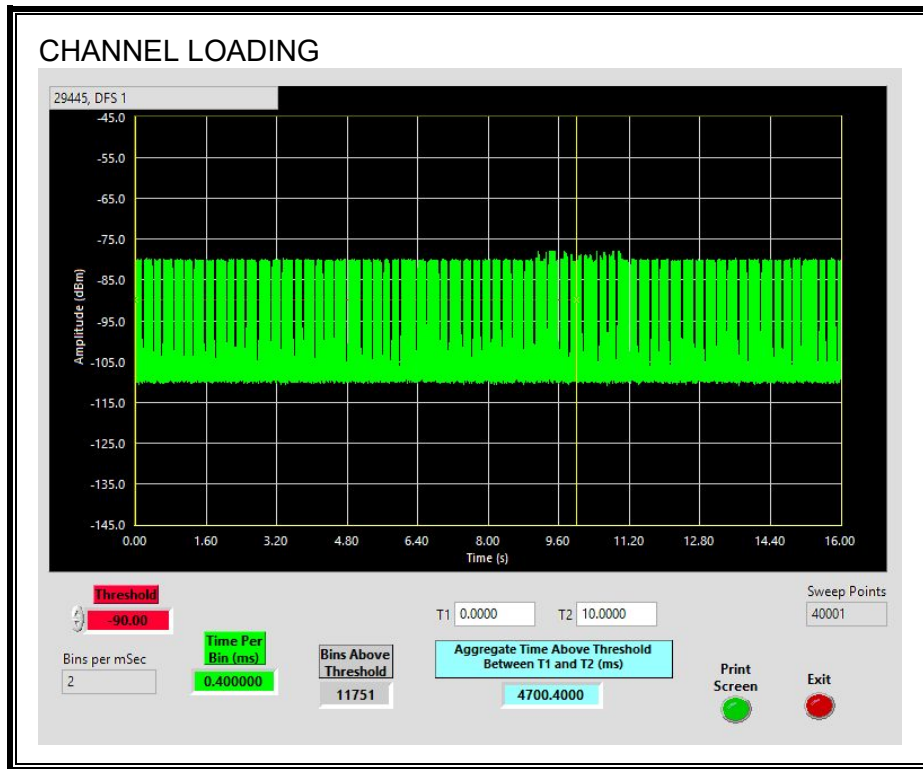 CHANNEL LOADING
29445, DFS 1
Amplitude (dBm)
-45.0
-55.0
-65.0
-75.0
-85.0
-95.0
-105.0
-115.0
-125.0
-135.0
-145.0
0.00 1.60 3.20 4.80 6.40 8.00 9.60 11.20 12.80 14.40 16.00
Time (s)
Threshold
-90.00
Bins per mSec
2
Time Per
Bin (ms)
0.400000
Bins Above
Threshold
11751
T1 0.0000 T2 10.0000
Aggregate Time Above Threshold
Between T1 and T2 (ms)
4700.4000
Sweep Points
40001
Print
Screen
Exit